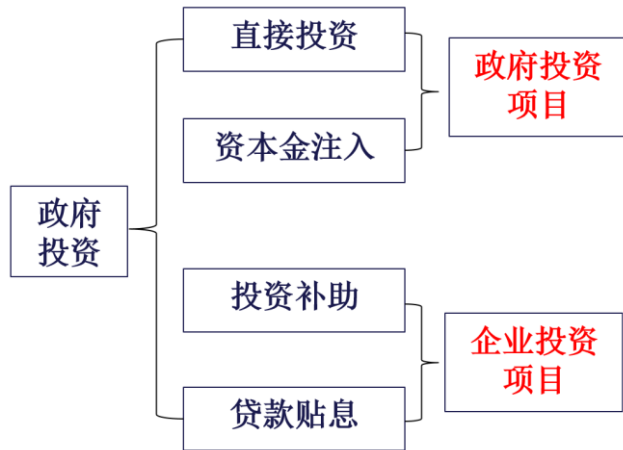 直接投资
政府投资
项目
资本金注入
政府
投资
投资补助
企业投资
项目
贷款贴息